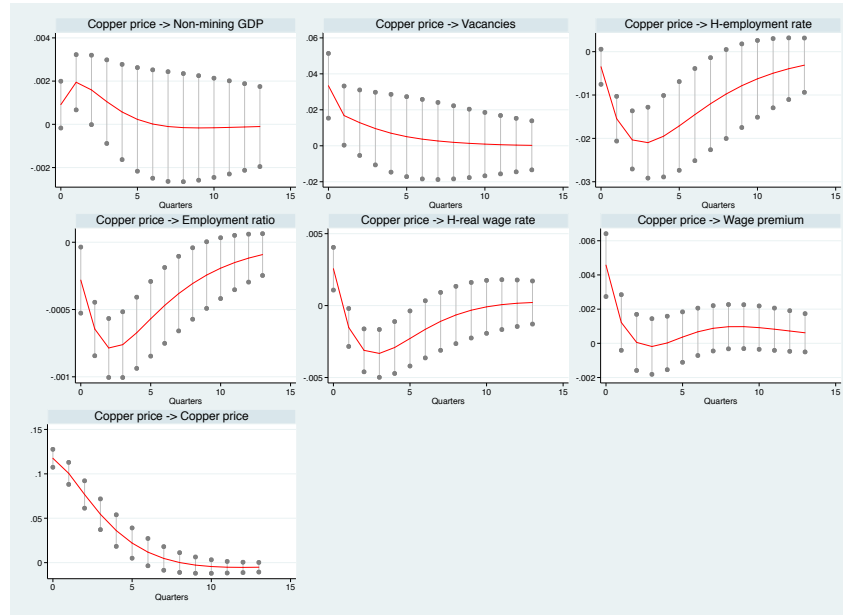 Copper price -> Non-mining GDP
.004
.002
0
-.002
0 5 10 15
Quarters
Copper price -> Vacancies
.06
.04
.02
0
-.02
0 5 10 15
Quarters
Copper price -> H-employment rate
0
-.01
-.02
-.03
0 5 10 15
Quarters
Copper price -> Employment ratio
0
-.0005
-.001
0 5 10 15
Quarters
Copper price -> H-real wage rate
.005
0
-.005
0 5 10 15
Quarters
Copper price -> Wage premium
.006
.004
.002
0
-.002
0 5 10 15
Quarters
Copper price -> Copper price
.15
.1
.05
0
0 5 10 15
Quarters